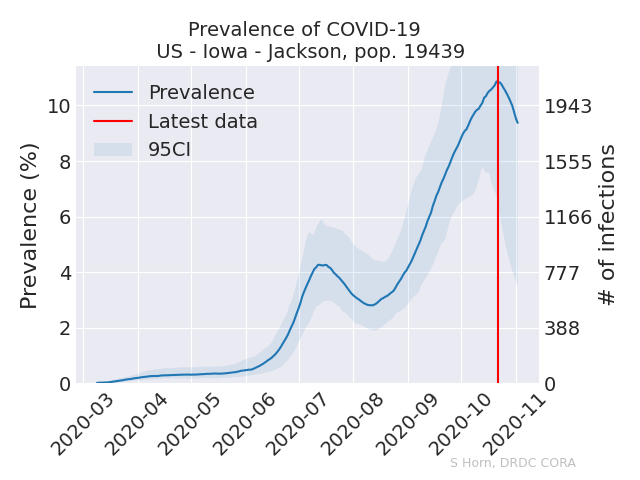 Prevalence of COVID-19
US - Iowa - Jackson, pop. 19439
Prevalence
Latest data
95CI
Prevalence (%)
10
8
6
4
2
0
1943
1555
1166
777
388
0
# of infections
2020-03
2020-04
2020-05
2020-06
2020-07
2020-08
2020-09
2020-10
2020-11
S Horn, DRDC CORA